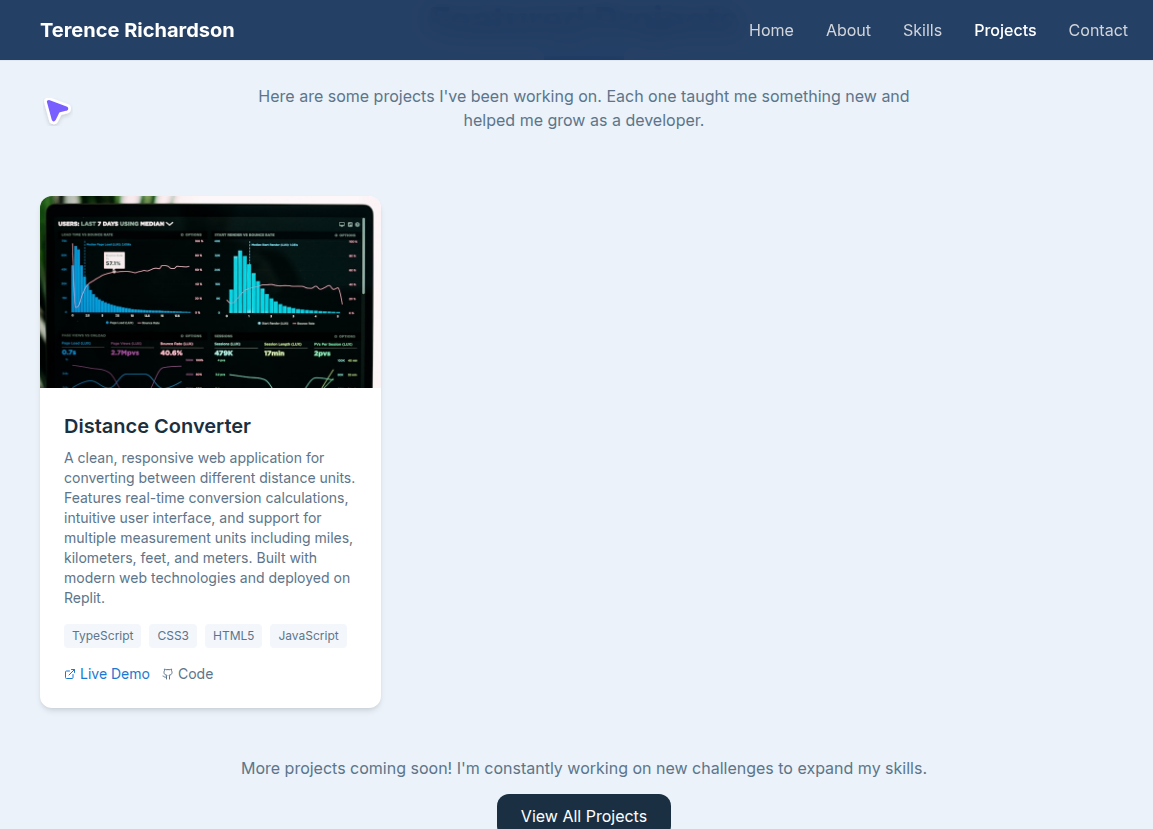 Terence Richardson
Home About Skills Projects Contact
Here are some projects I've been working on. Each one taught me something new and
helped me grow as a developer.
USERS: LAST 7 DAYS USING MEDIAN
OPTIONS
OPTIONS
57.1%
OPTIONS
SESSIONS
OPTIONS
0.7s
2.7Mpvs
40.6%
479K
17min
2pvs
Distance Converter
A clean, responsive web application for
converting between different distance units.
Features real-time conversion calculations,
intuitive user interface, and support for
multiple measurement units including miles,
kilometers, feet, and meters. Built with
modern web technologies and deployed on
Replit.
TypeScript CSS3 HTML5 JavaScript
Live Demo Code
More projects coming soon! I'm constantly working on new challenges to expand my skills.
View All Projects